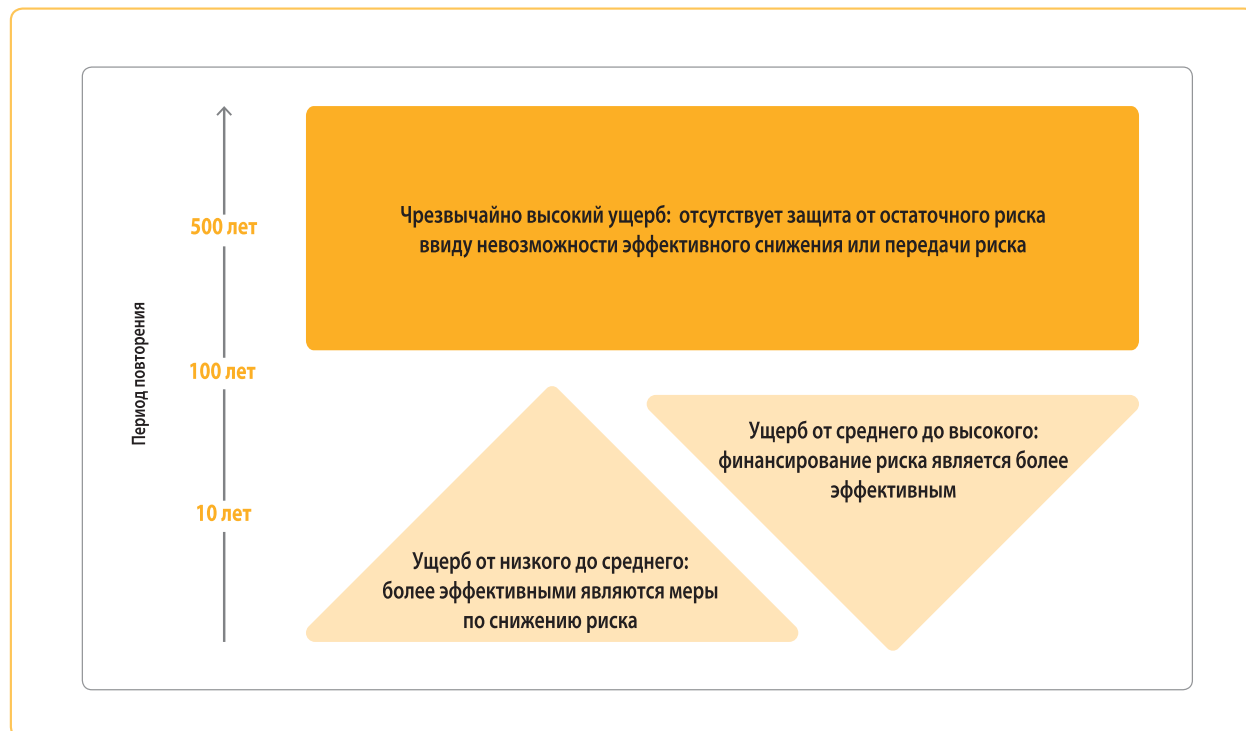 Чрезвычайно высокий ущерб: отсутствует защита от остаточного риска
ввиду невозможности эффективного снижения или передачи риска
500 лет
Период повторения
100 лет
Ущерб от среднего до высокого:
финансирование риска является более
эффективным
10 лет
Ущерб от низкого до среднего:
более эффективными являются меры
по снижению риска